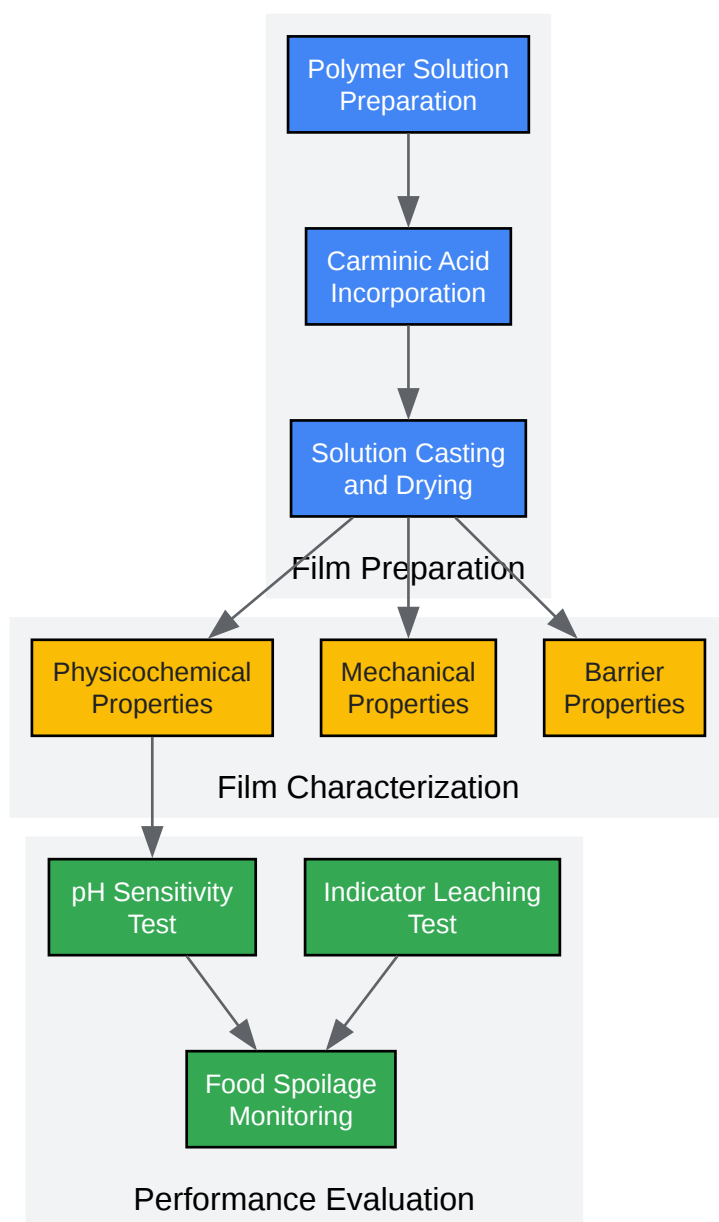 Polymer Solution
Preparation
Carminic Acid
Incorporation
Solution Casting
and Drying
Film Preparation
Physicochemical
Properties
Mechanical
Properties
Barrier
Properties
Film Characterization
pH Sensitivity
Test
Indicator Leaching
Test
Food Spoilage
Monitoring
Performance Evaluation